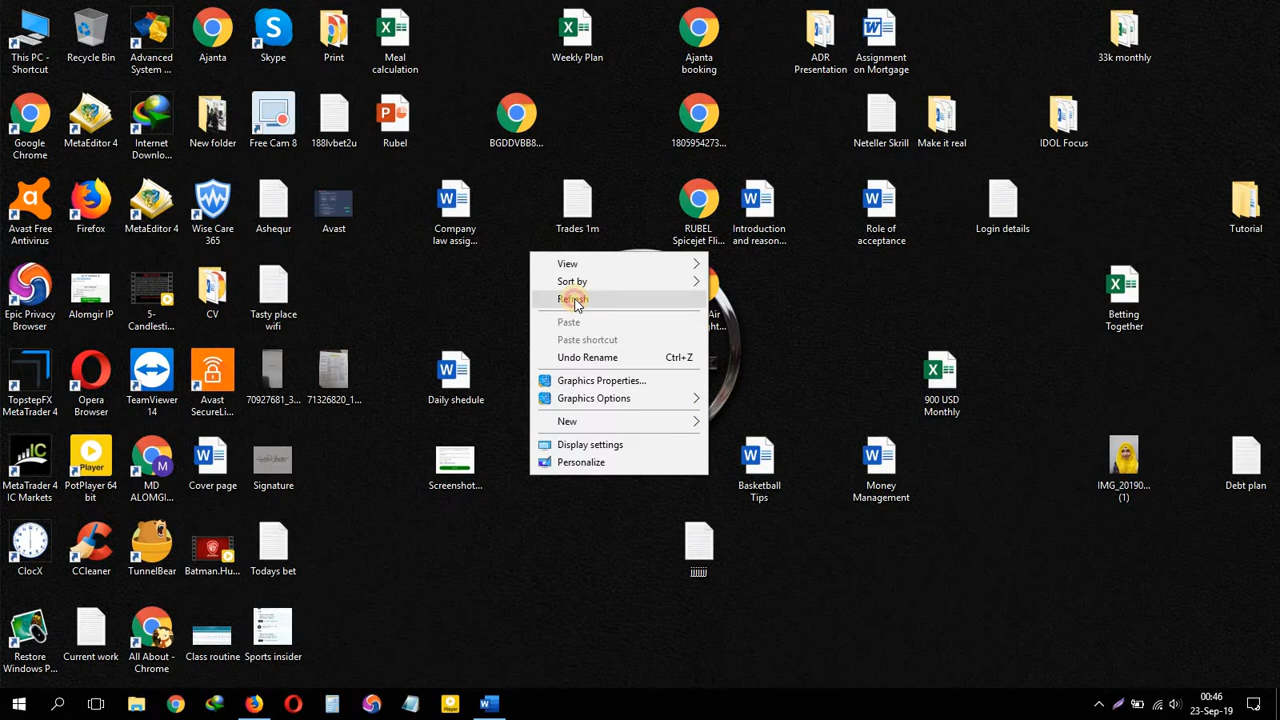 This PC -
Shortcut
Recycle Bin
Advanced
System ...
Ajanta
Skype
Print
Meal
calculation
Weekly Plan
Ajanta
booking
ADR
Presentation
Assignment
on Mortgage
33k monthly
Google
Chrome
MetaEditor 4
Internet
Downlo...
New folder
Free Cam 8
188lvbet2u
Rubel
BGDDVBB8...
1805954273...
Neteller Skrill
Make it real
IDOL Focus
Avast Free
Antivirus
Firefox
MetaEditor 4
Wise Care
365
Ashequr
Avast
Company
law assig...
Trades 1m
RUBEL
Spicejet Fli...
Introduction
and reason...
Role of
acceptance
Login details
Tutorial
View
Sort by
Refresh
Paste
Paste shortcut
Undo Rename Ctrl+Z
Graphics Properties...
Graphics Options
New
Display settings
Personalize
Epic Privacy
Browser
Alomgir IP
5-
Candlesti...
CV
Tasty place
wifi
Air
Betting
Together
TopstepFX
MetaTrader 4
Opera
Browser
TeamViewer
14
Avast
SecureLi...
70927681_3...
71326820_1...
Daily shedule
900 USD
Monthly
MetaTrader 4
IC Markets
PotPlayer 64
bit
MD
ALOMGI...
Cover page
Signature
Screenshot...
Basketball
Tips
Money
Management
IMG_20190...
(1)
Debt plan
ClocX
CCleaner
TunnelBear
Batman.Hu...
Todays bet
jjjjjjj
Restore
Windows P...
Current work
All About -
Chrome
Class routine
Sports insider
00:46
23-Sep-19